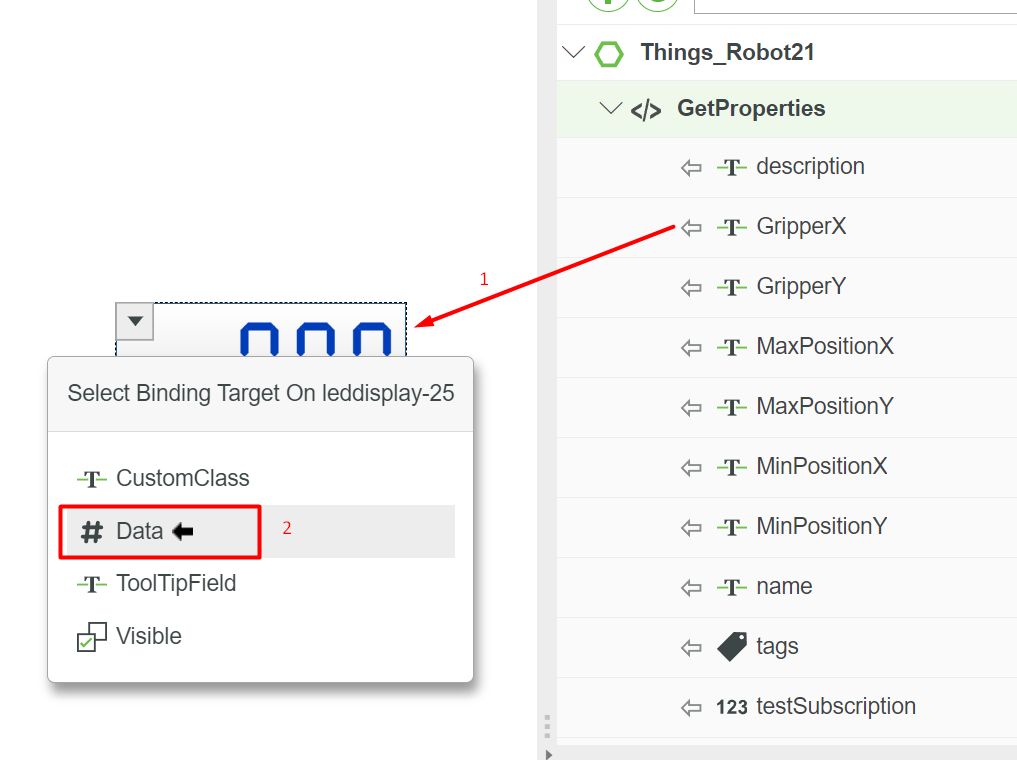 Things_Robot21
</> GetProperties
description
GripperX
1
GripperY
MaxPositionX
MaxPositionY
MinPositionX
MinPositionY
name
tags
123 testSubscription
000
Select Binding Target On leddisplay-25
CustomClass
# Data
2
ToolTipField
Visible